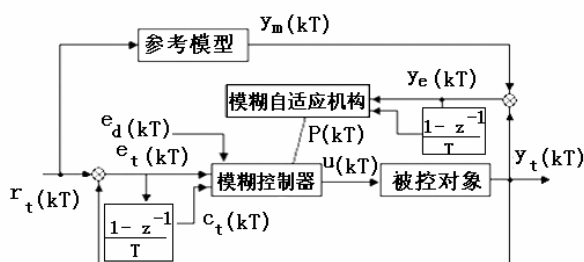 y_m(kT)
参考模型
y_e(kT)
模糊自适应机构
1- z^-1
T
e_d(kT)
P(kT)
e_t(kT)
u(kT)
y_t(kT)
模糊控制器
被控对象
r_t(kT)
c_t(kT)
1- z^-1
T